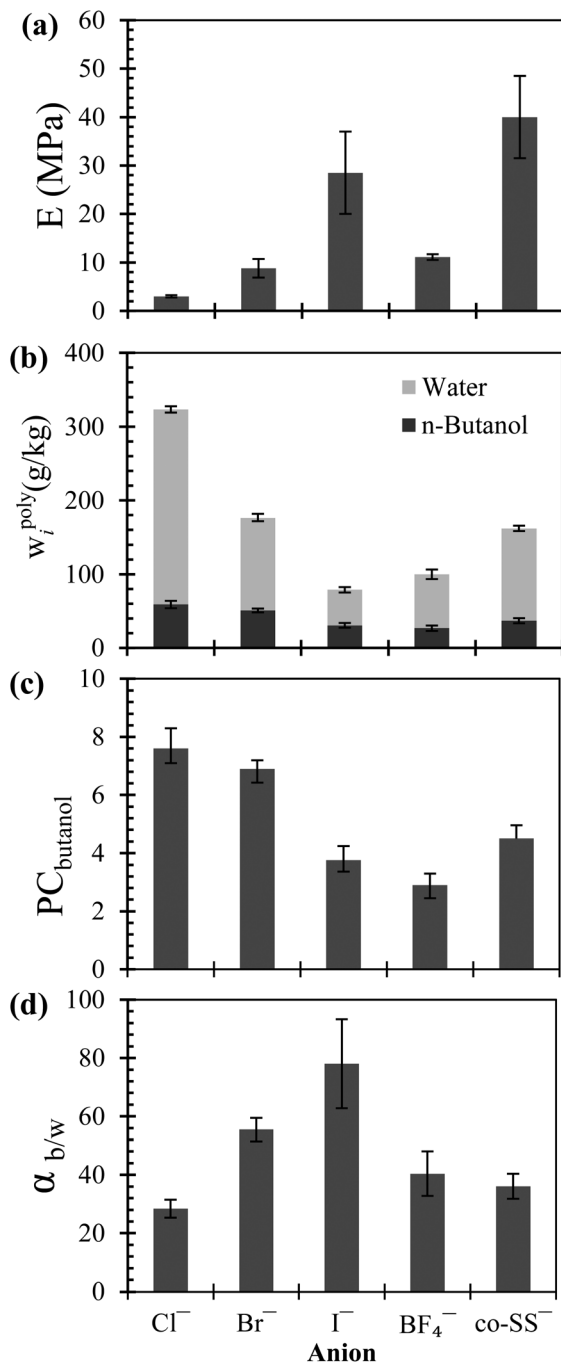 (a)
E (MPa)
60
50
40
30
20
10
0
(b)
w_i^poly(g/kg)
400
300
200
100
0
Water
n-Butanol
(c)
PC_butanol
10
8
6
4
2
0
(d)
α b/w
100
80
60
40
20
0
Cl⁻ Br⁻ I⁻ BF₄⁻ co-SS⁻
Anion